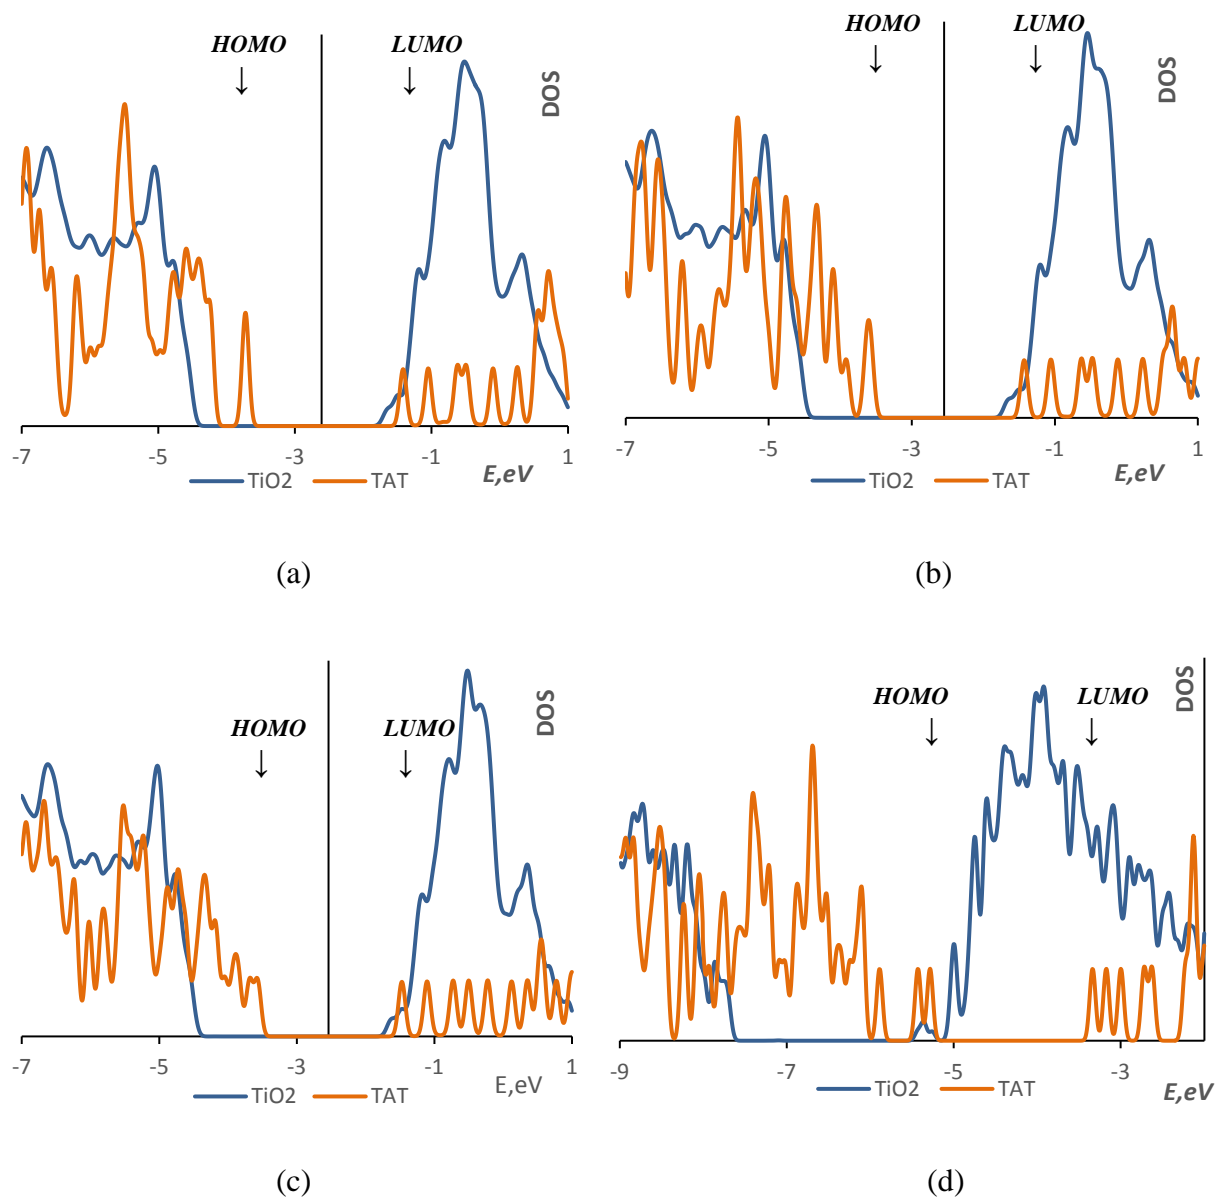 HOMO LUMO
↓ ↓
DOS
-7 -5 -3 -1 1
E,eV
TiO2 TAT
(a)
HOMO LUMO
↓ ↓
DOS
-7 -5 -3 -1 1
E,eV
TiO2 TAT
(b)
HOMO LUMO
↓ ↓
DOS
-7 -5 -3 -1 1
E,eV
TiO2 TAT
(c)
HOMO LUMO
↓ ↓
DOS
-9 -7 -5 -3
E,eV
TiO2 TAT
(d)